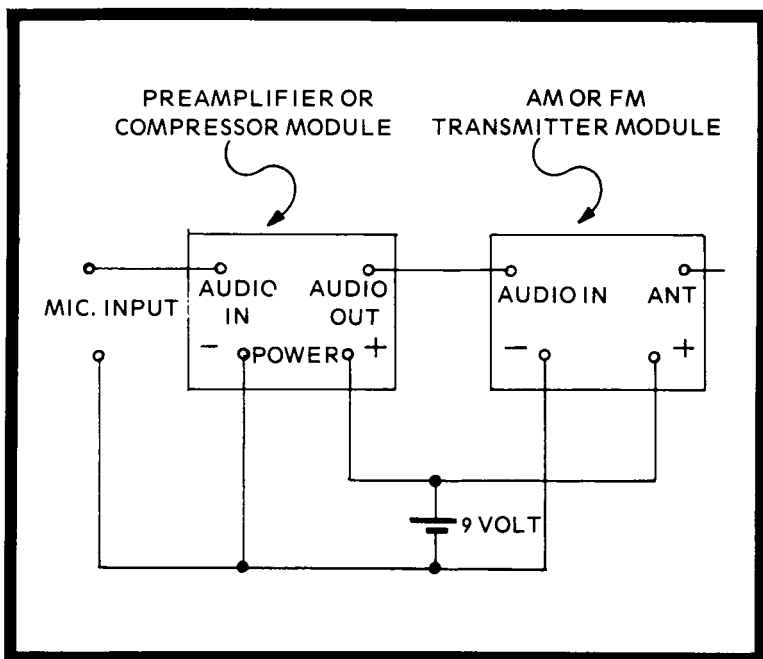 PREAMPLIFIER OR
COMPRESSOR MODULE
AM OR FM
TRANSMITTER MODULE
MIC. INPUT
AUDIO
IN
AUDIO
OUT
- POWER +
AUDIO IN
ANT
- +
9 VOLT